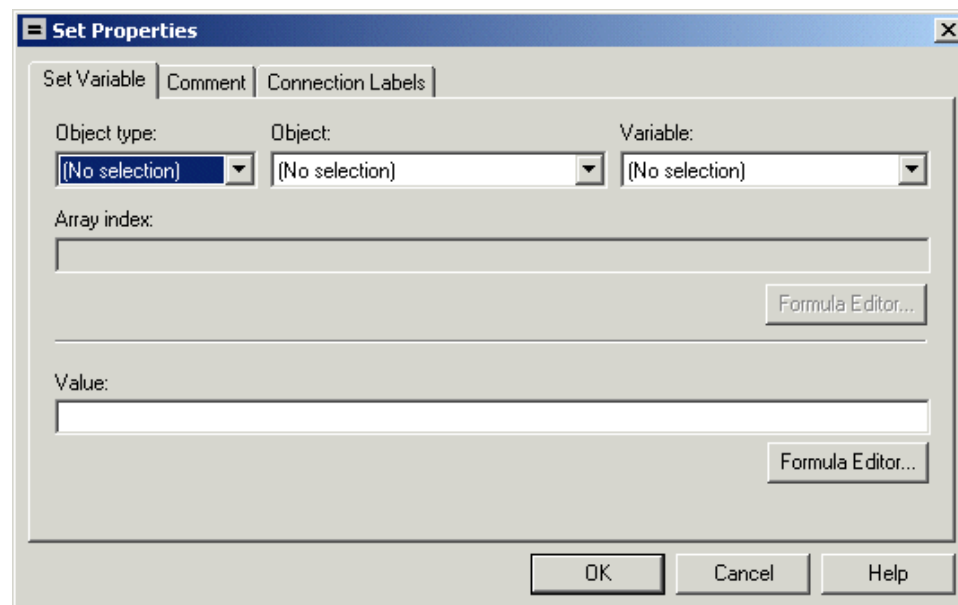 Set Properties
Set Variable Comment Connection Labels
Object type: Object: Variable:
(No selection) (No selection) (No selection)
Array index:
Formula Editor...
Value:
Formula Editor...
OK Cancel Help